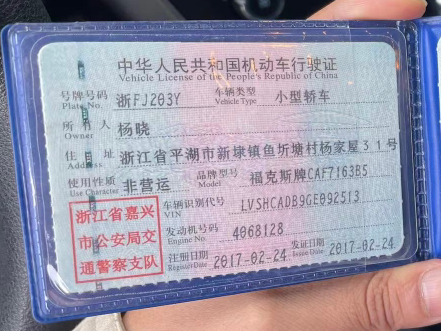 中华人民共和国机动车行驶证
Vehicle License of the People's Republic of China
号牌号码 浙FJ203Y 车辆类型 小型轿车
Plate No. Vehicle Type
所有人 杨晓
Owner
住址 浙江省平湖市新埭镇鱼圻塘村杨家屋31号
Address
使用性质 非营运 品牌型号 福克斯牌CAF7163B5
Use Character Model
浙江省嘉兴市公安局交通警察支队
车辆识别代号 LVSHCADB9GE092513
VIN
发动机号码 4068128
Engine No.
注册日期 2017-02-24 发证日期 2017-02-24
Register Date Issue Date